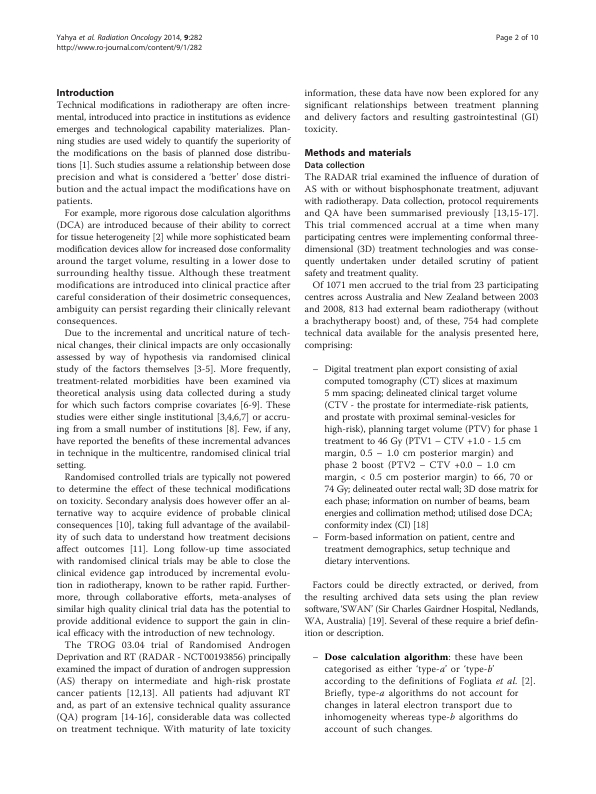 Yahya et al. Radiation Oncology 2014, 9:282
http://www.ro-journal.com/content/9/1/282
Page 2 of 10
Introduction
Technical modifications in radiotherapy are often incre-
mental, introduced into practice in institutions as evidence
emerges and technological capability materializes. Plan-
ning studies are used widely to quantify the superiority of
the modifications on the basis of planned dose distribu-
tions [1]. Such studies assume a relationship between dose
precision and what is considered a ‘better’ dose distri-
bution and the actual impact the modifications have on
patients.
For example, more rigorous dose calculation algorithms
(DCA) are introduced because of their ability to correct
for tissue heterogeneity [2] while more sophisticated beam
modification devices allow for increased dose conformality
around the target volume, resulting in a lower dose to
surrounding healthy tissue. Although these treatment
modifications are introduced into clinical practice after
careful consideration of their dosimetric consequences,
ambiguity can persist regarding their clinically relevant
consequences.
Due to the incremental and uncritical nature of tech-
nical changes, their clinical impacts are only occasionally
assessed by way of hypothesis via randomised clinical
study of the factors themselves [3-5]. More frequently,
treatment-related morbidities have been examined via
theoretical analysis using data collected during a study
for which such factors comprise covariates [6-9]. These
studies were either single institutional [3,4,6,7] or accru-
ing from a small number of institutions [8]. Few, if any,
have reported the benefits of these incremental advances
in technique in the multicentre, randomised clinical trial
setting.
Randomised controlled trials are typically not powered
to determine the effect of these technical modifications
on toxicity. Secondary analysis does however offer an al-
ternative way to acquire evidence of probable clinical
consequences [10], taking full advantage of the availabil-
ity of such data to understand how treatment decisions
affect outcomes [11]. Long follow-up time associated
with randomised clinical trials may be able to close the
clinical evidence gap introduced by incremental evolu-
tion in radiotherapy, known to be rather rapid. Further-
more, through collaborative efforts, meta-analyses of
similar high quality clinical trial data has the potential to
provide additional evidence to support the gain in clin-
ical efficacy with the introduction of new technology.
The TROG 03.04 trial of Randomised Androgen
Deprivation and RT (RADAR - NCT00193856) principally
examined the impact of duration of androgen suppression
(AS) therapy on intermediate and high-risk prostate
cancer patients [12,13]. All patients had adjuvant RT
and, as part of an extensive technical quality assurance
(QA) program [14-16], considerable data was collected
on treatment technique. With maturity of late toxicity
information, these data have now been explored for any
significant relationships between treatment planning
and delivery factors and resulting gastrointestinal (GI)
toxicity.
Methods and materials
Data collection
The RADAR trial examined the influence of duration of
AS with or without bisphosphonate treatment, adjuvant
with radiotherapy. Data collection, protocol requirements
and QA have been summarised previously [13,15-17].
This trial commenced accrual at a time when many
participating centres were implementing conformal three-
dimensional (3D) treatment technologies and was conse-
quently undertaken under detailed scrutiny of patient
safety and treatment quality.
Of 1071 men accrued to the trial from 23 participating
centres across Australia and New Zealand between 2003
and 2008, 813 had external beam radiotherapy (without
a brachytherapy boost) and, of these, 754 had complete
technical data available for the analysis presented here,
comprising:
– Digital treatment plan export consisting of axial
computed tomography (CT) slices at maximum
5 mm spacing; delineated clinical target volume
(CTV - the prostate for intermediate-risk patients,
and prostate with proximal seminal-vesicles for
high-risk), planning target volume (PTV) for phase 1
treatment to 46 Gy (PTV1 – CTV +1.0 - 1.5 cm
margin, 0.5 – 1.0 cm posterior margin) and
phase 2 boost (PTV2 – CTV +0.0 – 1.0 cm
margin, < 0.5 cm posterior margin) to 66, 70 or
74 Gy; delineated outer rectal wall; 3D dose matrix for
each phase; information on number of beams, beam
energies and collimation method; utilised dose DCA;
conformity index (CI) [18]
– Form-based information on patient, centre and
treatment demographics, setup technique and
dietary interventions.
Factors could be directly extracted, or derived, from
the resulting archived data sets using the plan review
software, ‘SWAN’ (Sir Charles Gairdner Hospital, Nedlands,
WA, Australia) [19]. Several of these require a brief defin-
ition or description.
– Dose calculation algorithm: these have been
categorised as either ‘type-a’ or ‘type-b’
according to the definitions of Fogliata et al. [2].
Briefly, type-a algorithms do not account for
changes in lateral electron transport due to
inhomogeneity whereas type-b algorithms do
account of such changes.